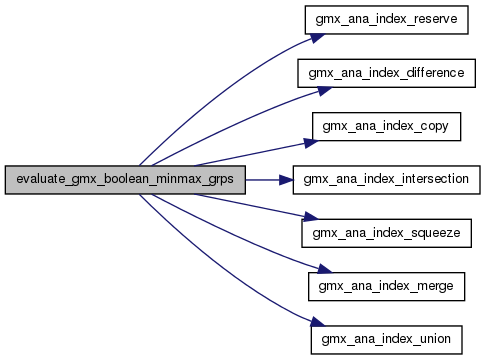 gmx_ana_index_reserve
gmx_ana_index_difference
gmx_ana_index_copy
evaluate_gmx_boolean_minmax_grps
gmx_ana_index_intersection
gmx_ana_index_squeeze
gmx_ana_index_merge
gmx_ana_index_union